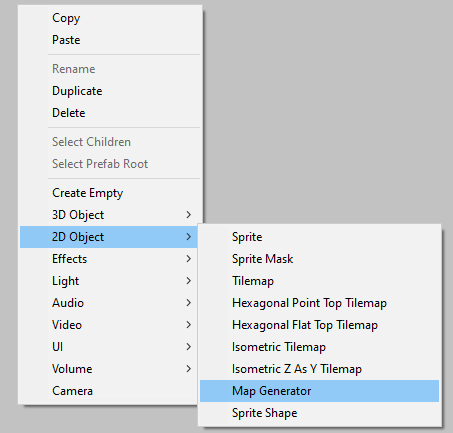 Copy
Paste
Rename
Duplicate
Delete
Select Children
Select Prefab Root
Create Empty
3D Object
2D Object
Effects
Light
Audio
Video
UI
Volume
Camera
Sprite
Sprite Mask
Tilemap
Hexagonal Point Top Tilemap
Hexagonal Flat Top Tilemap
Isometric Tilemap
Isometric Z As Y Tilemap
Map Generator
Sprite Shape